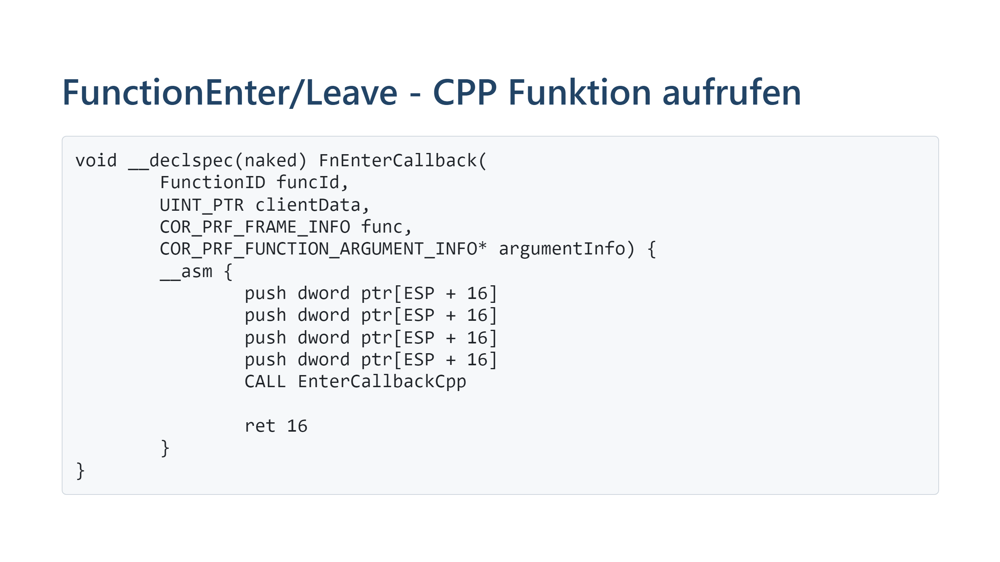 FunctionEnter/Leave - CPP Funktion aufrufen
void __declspec(naked) FnEnterCallback(
        FunctionID funcId,
        UINT_PTR clientData,
        COR_PRF_FRAME_INFO func,
        COR_PRF_FUNCTION_ARGUMENT_INFO* argumentInfo) {
        __asm {
                push dword ptr[ESP + 16]
                push dword ptr[ESP + 16]
                push dword ptr[ESP + 16]
                push dword ptr[ESP + 16]
                CALL EnterCallbackCpp

                ret 16
        }
}